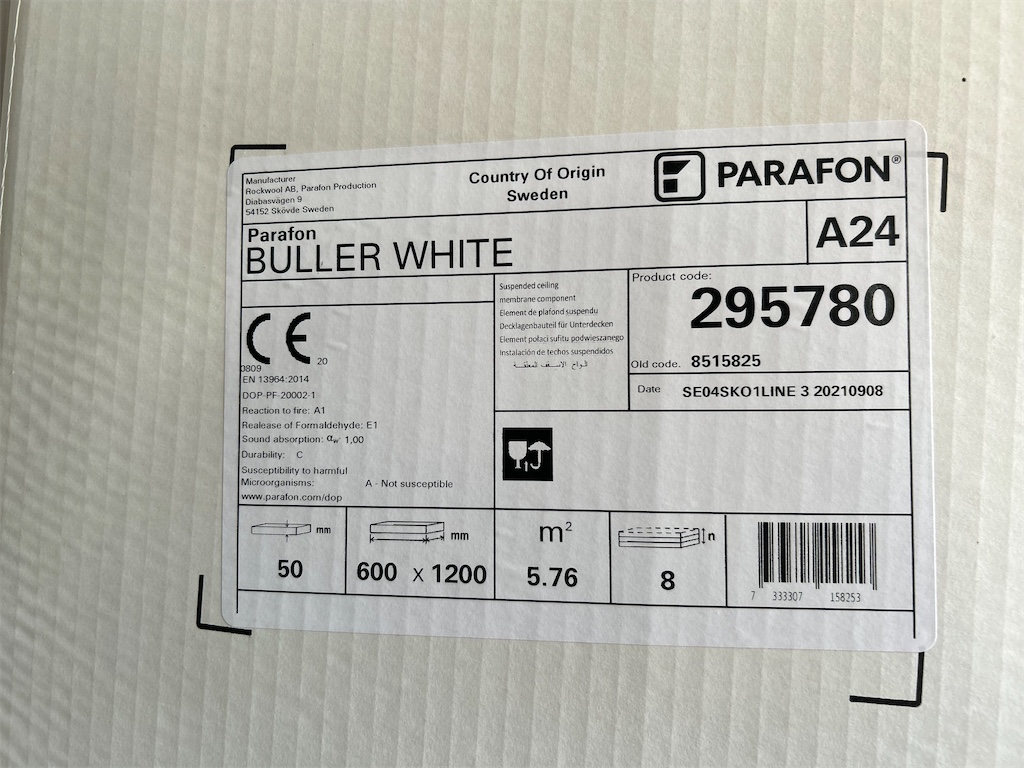 Manufacturer
Rockwool AB, Parafon Production
Diabasvägen 9
54152 Skövde Sweden
Country Of Origin
Sweden
PARAFON®
Parafon
BULLER WHITE
A24
CE
20
0809
EN 13964:2014
DOP-PF-20002-1
Reaction to fire: A1
Realease of Formaldehyde: E1
Sound absorption: αw' 1,00
Durability: C
Susceptibility to harmful
Microorganisms: A - Not susceptible
www.parafon.com/dop
Suspended ceiling
membrane component
Element de plafond suspendu
Decklagenbauteil für Unterdecken
Element połaci sufitu podwieszanego
Instalación de techos suspendidos
Product code:
295780
Old code. 8515825
Date SE04SKO1LINE 3 20210908
mm
50
mm
600 x 1200
m²
5.76
n
8
7 333307 158253